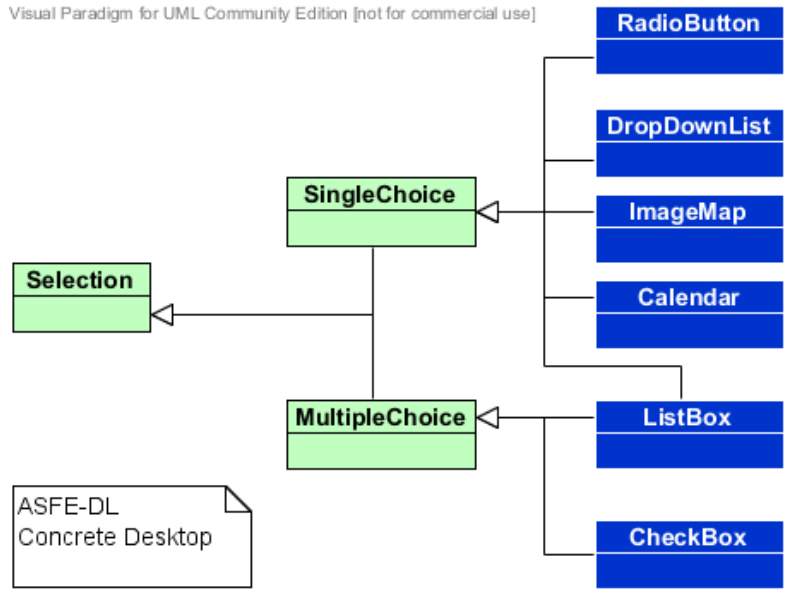 Visual Paradigm for UML Community Edition [not for commercial use]
RadioButton
DropDownList
SingleChoice
ImageMap
Selection
Calendar
MultipleChoice
ListBox
ASFE-DL
Concrete Desktop
CheckBox